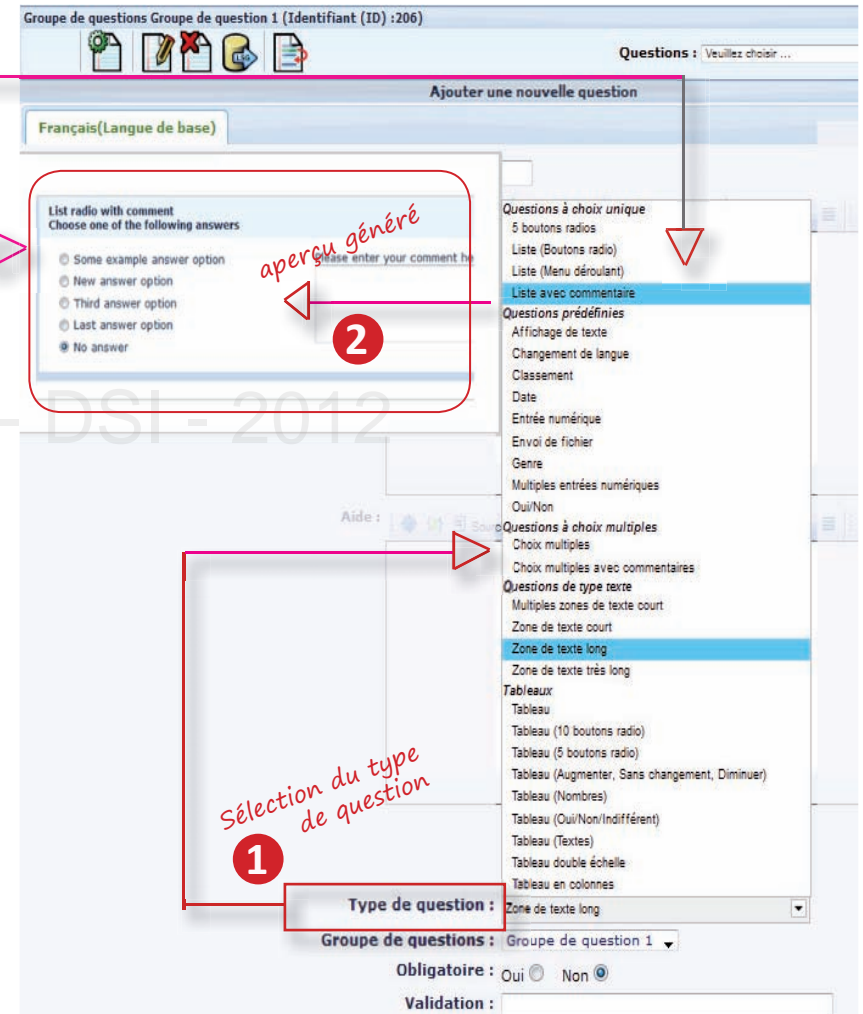 Groupe de questions Groupe de question 1 (Identifiant (ID) :206)
Questions : Veuillez choisir ...
Ajouter une nouvelle question
Français(Langue de base)
List radio with comment
Choose one of the following answers
Some example answer option
New answer option
Third answer option
Last answer option
No answer
Please enter your comment he
aperçu généré
2
- DSI - 2012
Questions à choix unique
5 boutons radios
Liste (Boutons radio)
Liste (Menu déroulant)
Liste avec commentaire
Questions prédéfinies
Affichage de texte
Changement de langue
Classement
Date
Entrée numérique
Envoi de fichier
Genre
Multiples entrées numériques
Oui/Non
Aide :
Sourc
Questions à choix multiples
Choix multiples
Choix multiples avec commentaires
Questions de type texte
Multiples zones de texte court
Zone de texte court
Zone de texte long
Zone de texte très long
Tableaux
Tableau
Tableau (10 boutons radio)
Tableau (5 boutons radio)
Tableau (Augmenter, Sans changement, Diminuer)
Tableau (Nombres)
Tableau (Oui/Non/Indifférent)
Tableau (Textes)
Tableau double échelle
Tableau en colonnes
Sélection du type
de question
1
Type de question : Zone de texte long
Groupe de questions : Groupe de question 1
Obligatoire : Oui Non
Validation :